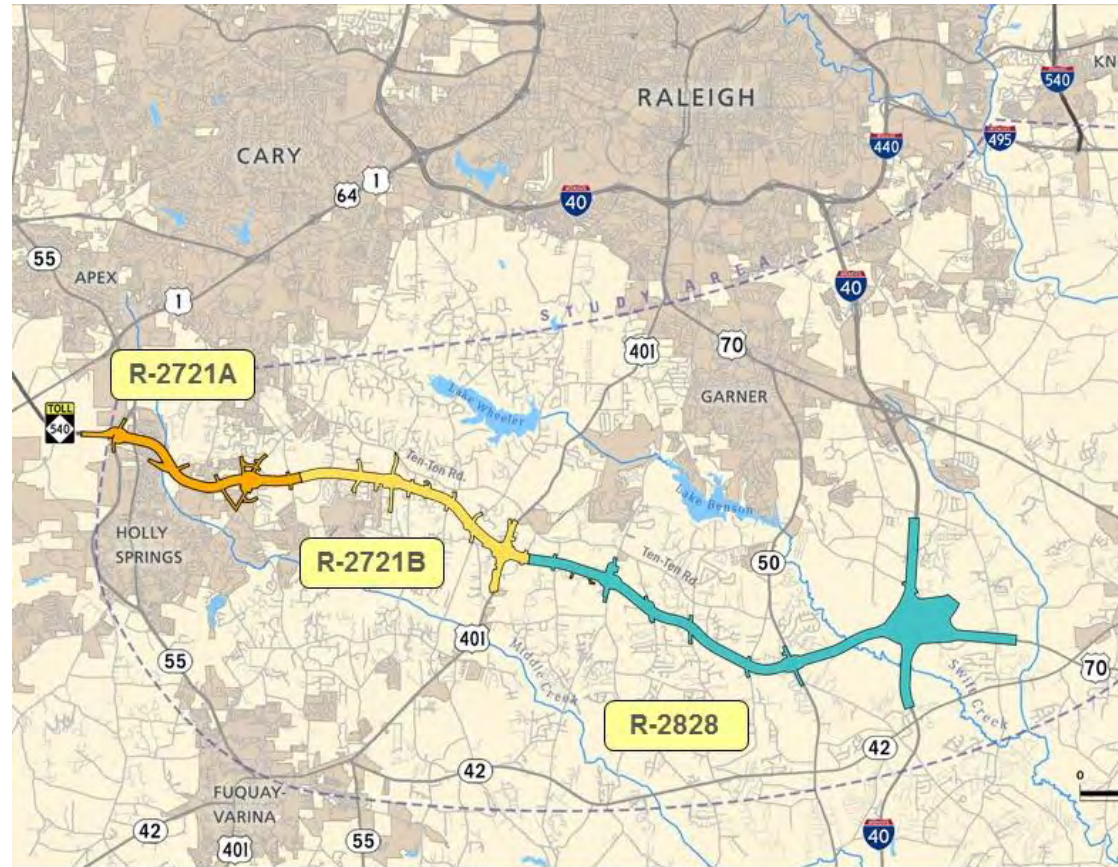 RALEIGH
KN
540
CARY
440
495
64
1
40
55
STUDY AREA
APEX
1
40
401
70
R-2721A
GARNER
TOLL
540
Lake Wheeler
Ten-Ten Rd.
Lake Benson
HOLLY
SPRINGS
R-2721B
Ten-Ten Rd.
50
401
55
Middle Creek
Swift Creek
70
R-2828
42
42
0
FUQUAY-
VARINA
42
55
401
40